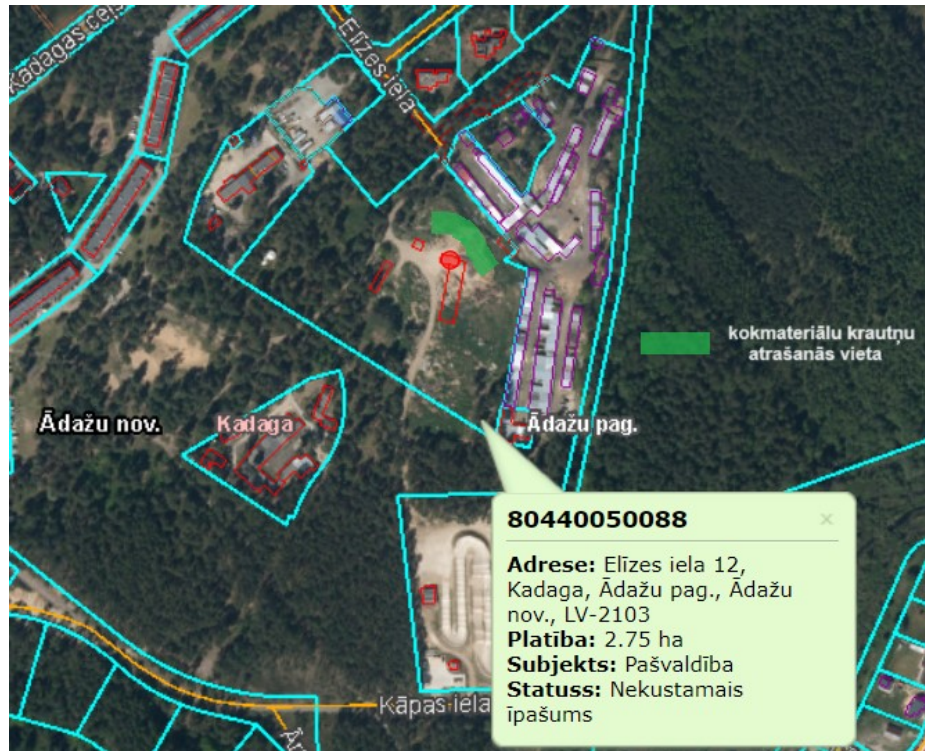 Kadagas ceļš
Elīzes iela
kokmateriālu krautņu
atrašanās vieta
Ādažu nov.
Kadaga
Ādažu pag.
80440050088
×
Adrese: Elīzes iela 12,
Kadaga, Ādažu pag., Ādažu
nov., LV-2103
Platība: 2.75 ha
Subjekts: Pašvaldība
Statuss: Nekustamais
īpašums
Kāpas iela